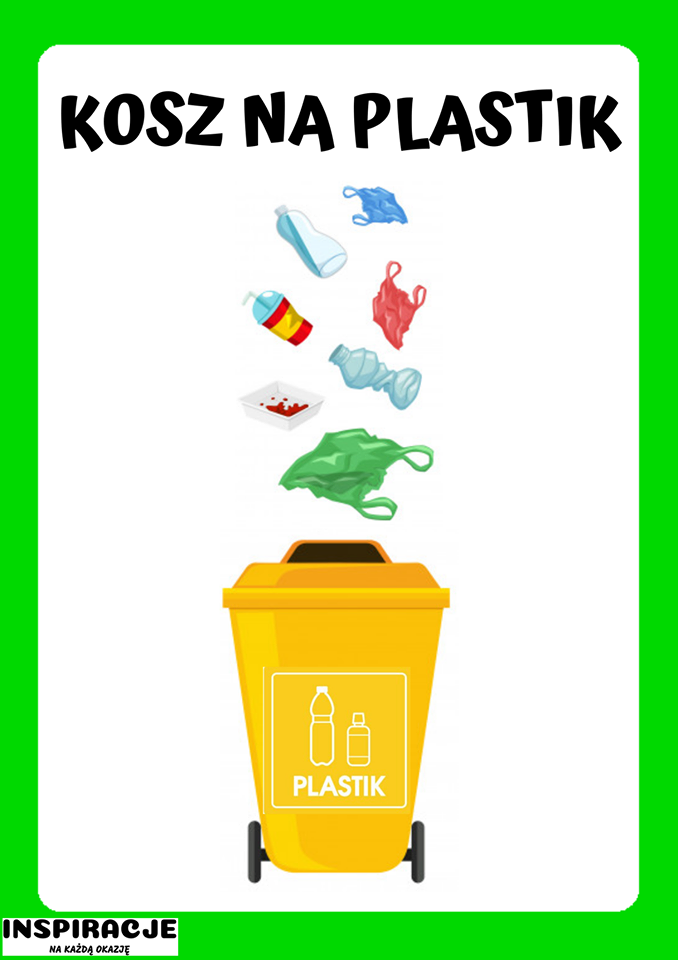 KOSZ NA PLASTIK
PLASTIK
INSPIRACJE
NA KAŻDĄ OKAZJĘ